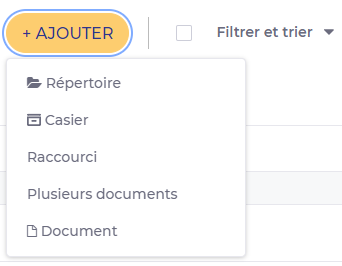 + AJOUTER
Filtrer et trier
Répertoire
Casier
Raccourci
Plusieurs documents
Document